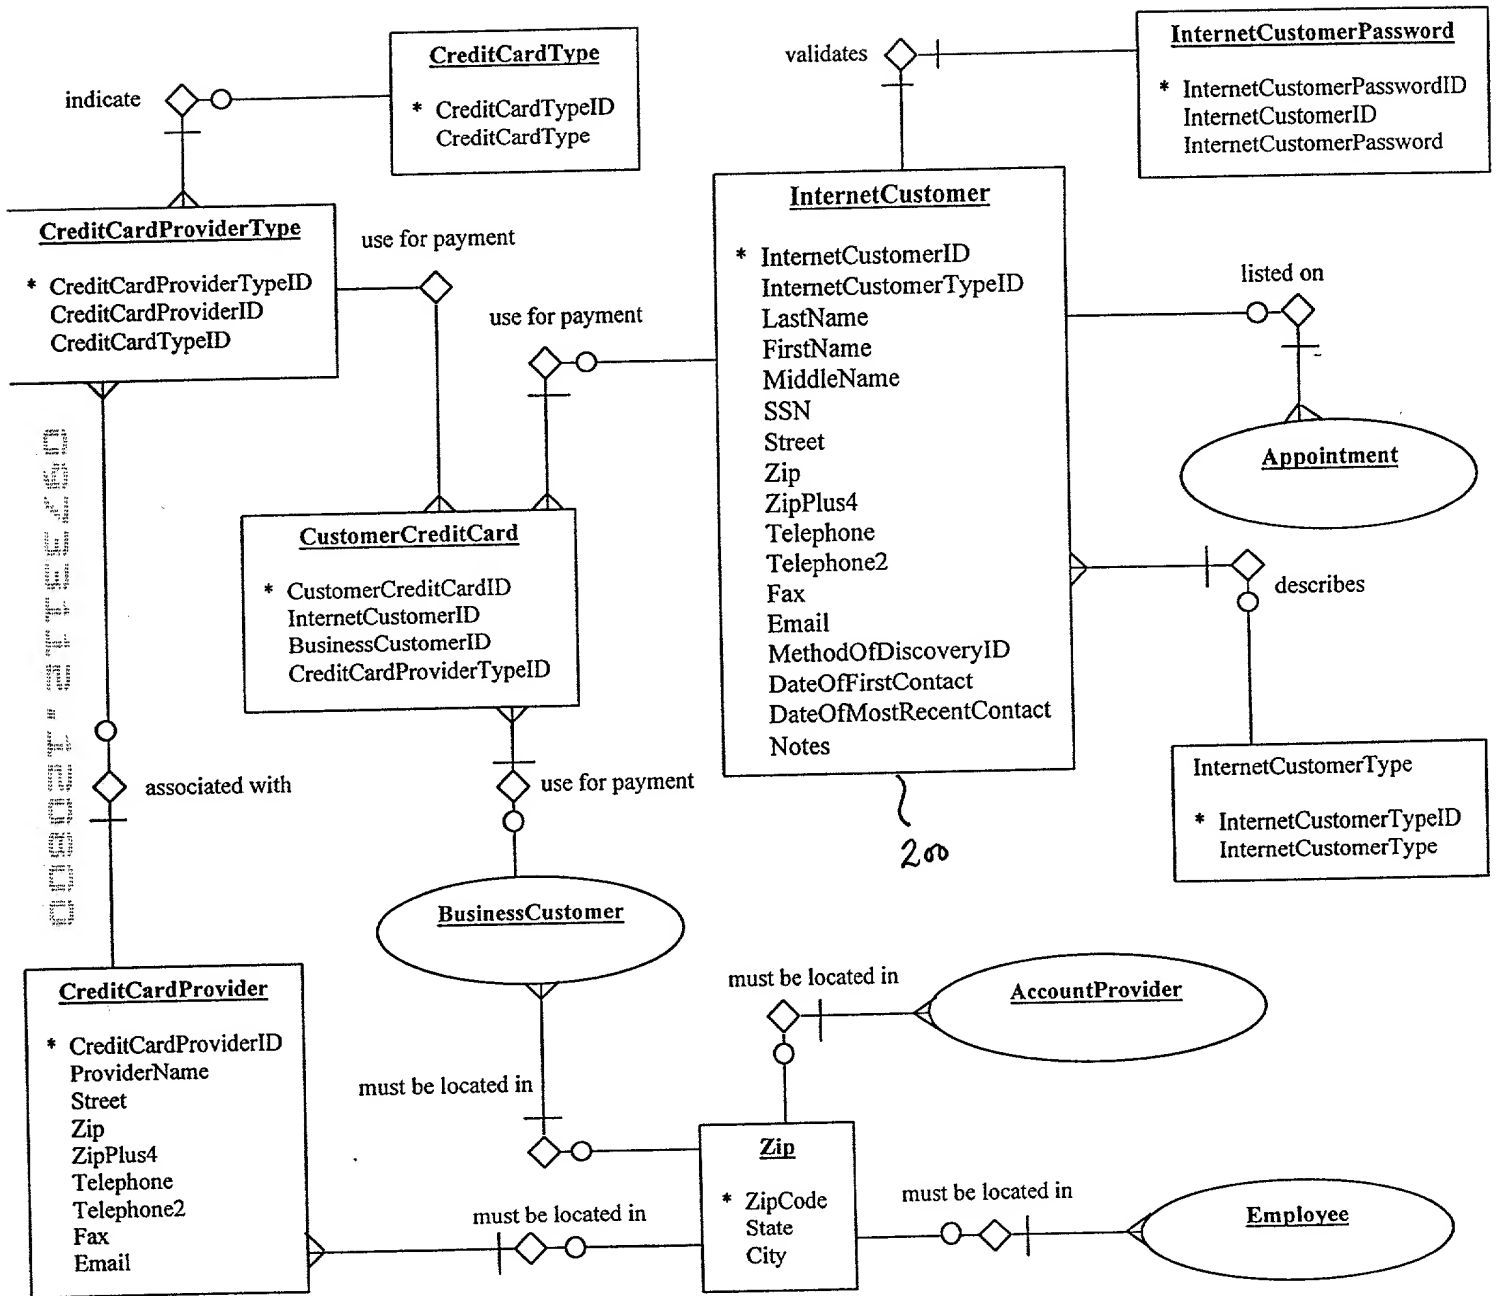 CreditCardType
* CreditCardTypeID
CreditCardType
indicate
validates
InternetCustomerPassword
* InternetCustomerPasswordID
InternetCustomerID
InternetCustomerPassword
CreditCardProviderType
* CreditCardProviderTypeID
CreditCardProviderID
CreditCardTypeID
use for payment
use for payment
InternetCustomer
* InternetCustomerID
InternetCustomerTypeID
LastName
FirstName
MiddleName
SSN
Street
Zip
ZipPlus4
Telephone
Telephone2
Fax
Email
MethodOfDiscoveryID
DateOfFirstContact
DateOfMostRecentContact
Notes
200
listed on
Appointment
describes
InternetCustomerType
* InternetCustomerTypeID
InternetCustomerType
CustomerCreditCard
* CustomerCreditCardID
InternetCustomerID
BusinessCustomerID
CreditCardProviderTypeID
associated with
use for payment
BusinessCustomer
CreditCardProvider
* CreditCardProviderID
ProviderName
Street
Zip
ZipPlus4
Telephone
Telephone2
Fax
Email
must be located in
must be located in
AccountProvider
must be located in
Zip
* ZipCode
State
City
must be located in
Employee